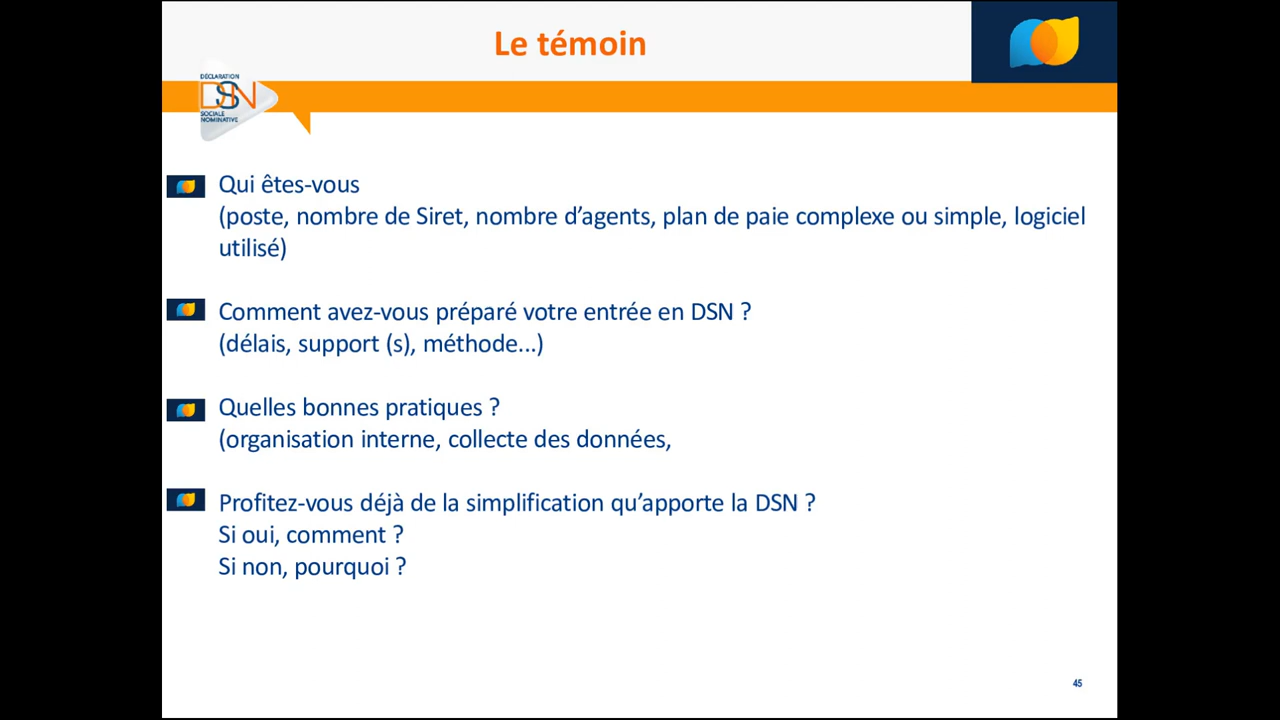 Le témoin
DÉCLARATION
DSN
SOCIALE
NOMINATIVE
Qui êtes-vous
(poste, nombre de Siret, nombre d’agents, plan de paie complexe ou simple, logiciel
utilisé)
Comment avez-vous préparé votre entrée en DSN ?
(délais, support (s), méthode...)
Quelles bonnes pratiques ?
(organisation interne, collecte des données,
Profitez-vous déjà de la simplification qu’apporte la DSN ?
Si oui, comment ?
Si non, pourquoi ?
45